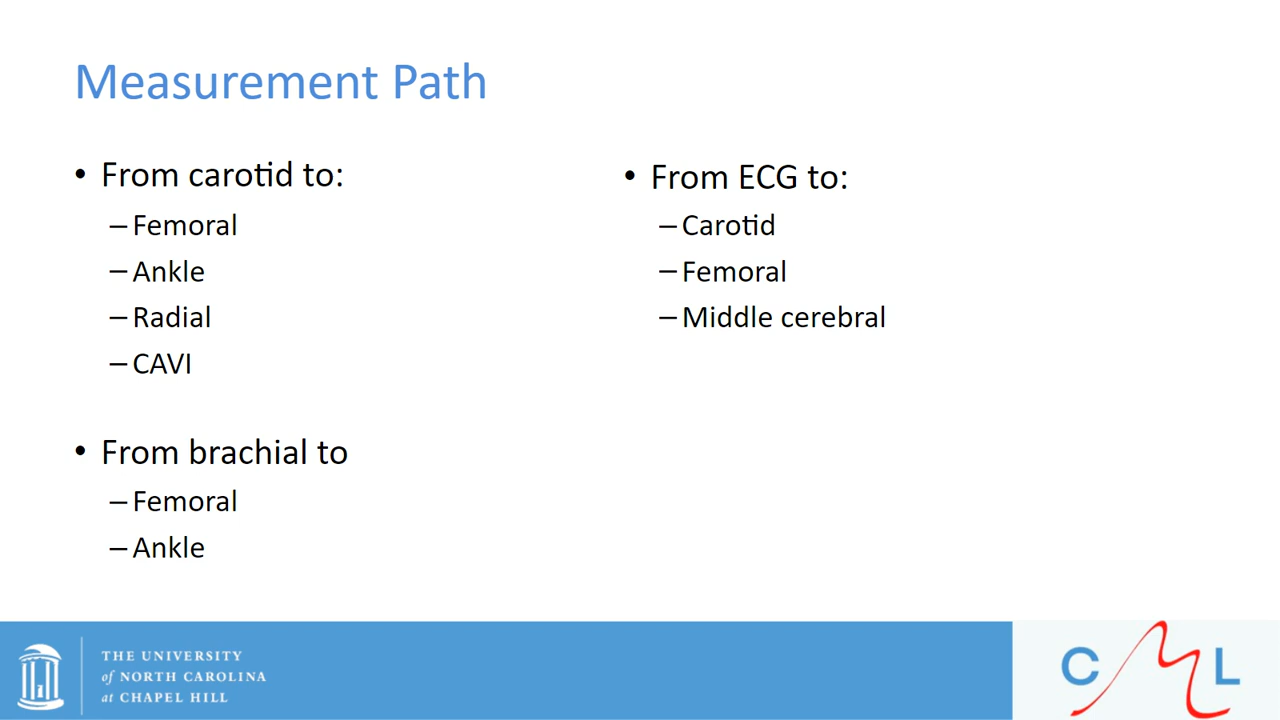 Measurement Path
• From carotid to:
– Femoral
– Ankle
– Radial
– CAVI
• From brachial to
– Femoral
– Ankle
• From ECG to:
– Carotid
– Femoral
– Middle cerebral
THE UNIVERSITY
of NORTH CAROLINA
at CHAPEL HILL
CML